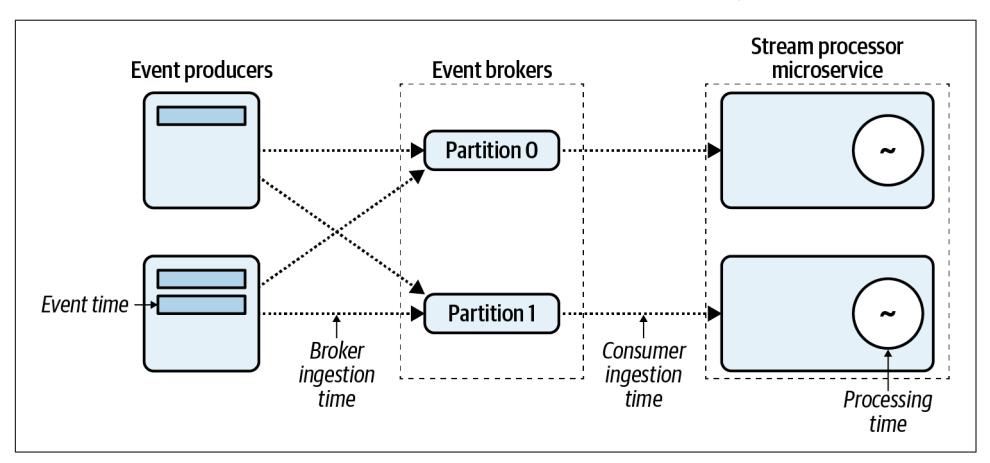 Event producers
Event brokers
Stream processor
microservice
Partition 0
~
Event time
Partition 1
~
Broker
ingestion
time
Consumer
ingestion
time
Processing
time